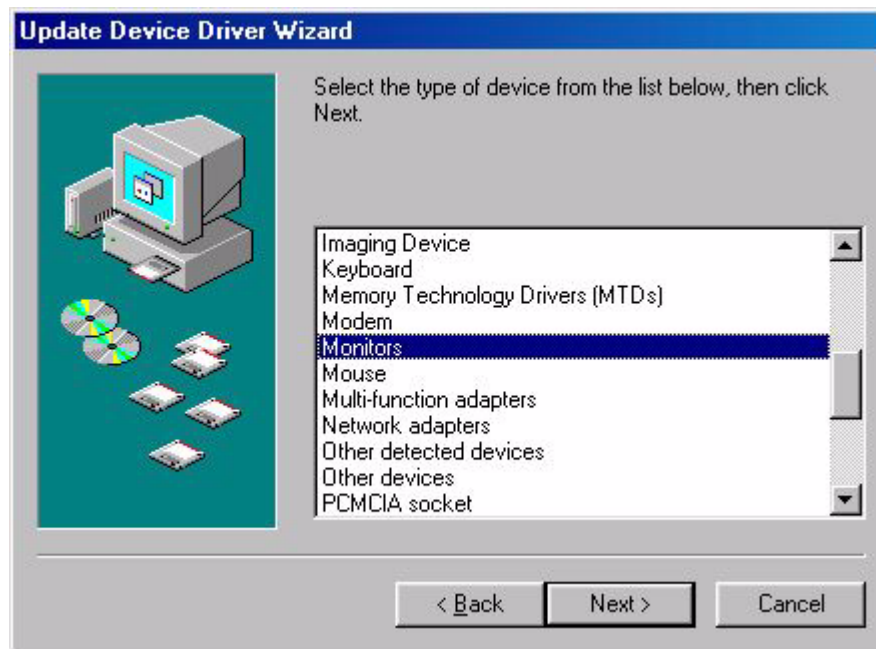 Update Device Driver Wizard
Select the type of device from the list below, then click
Next.
Imaging Device
Keyboard
Memory Technology Drivers (MTDs)
Modem
Monitors
Mouse
Multi-function adapters
Network adapters
Other detected devices
Other devices
PCMCIA socket
< Back
Next >
Cancel